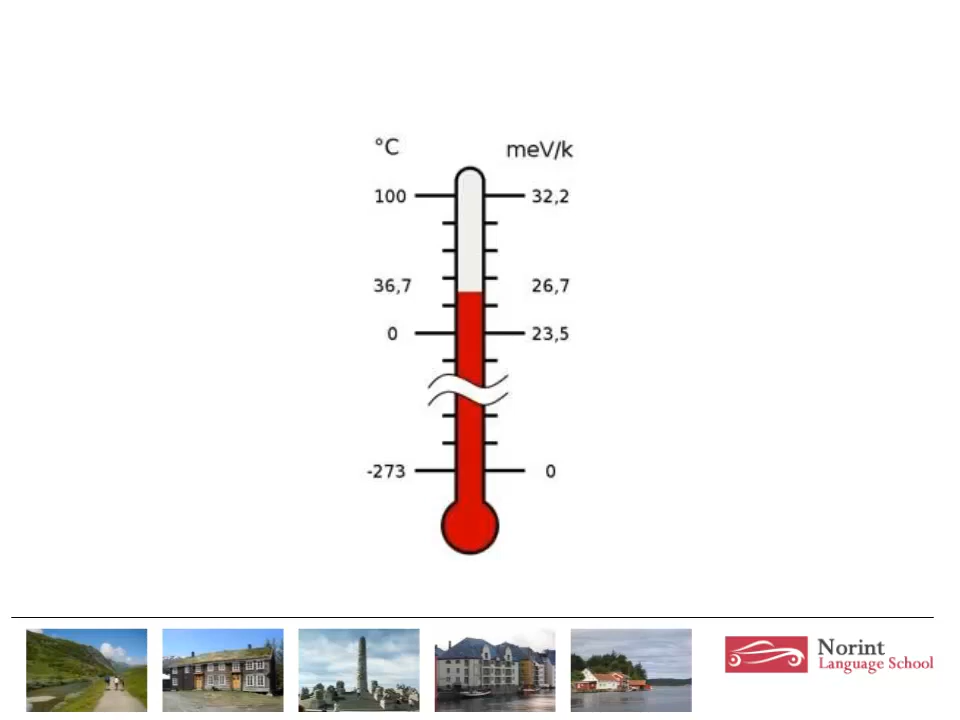 °C meV/k
100 32,2
36,7 26,7
0 23,5
-273 0
Norint
Language School